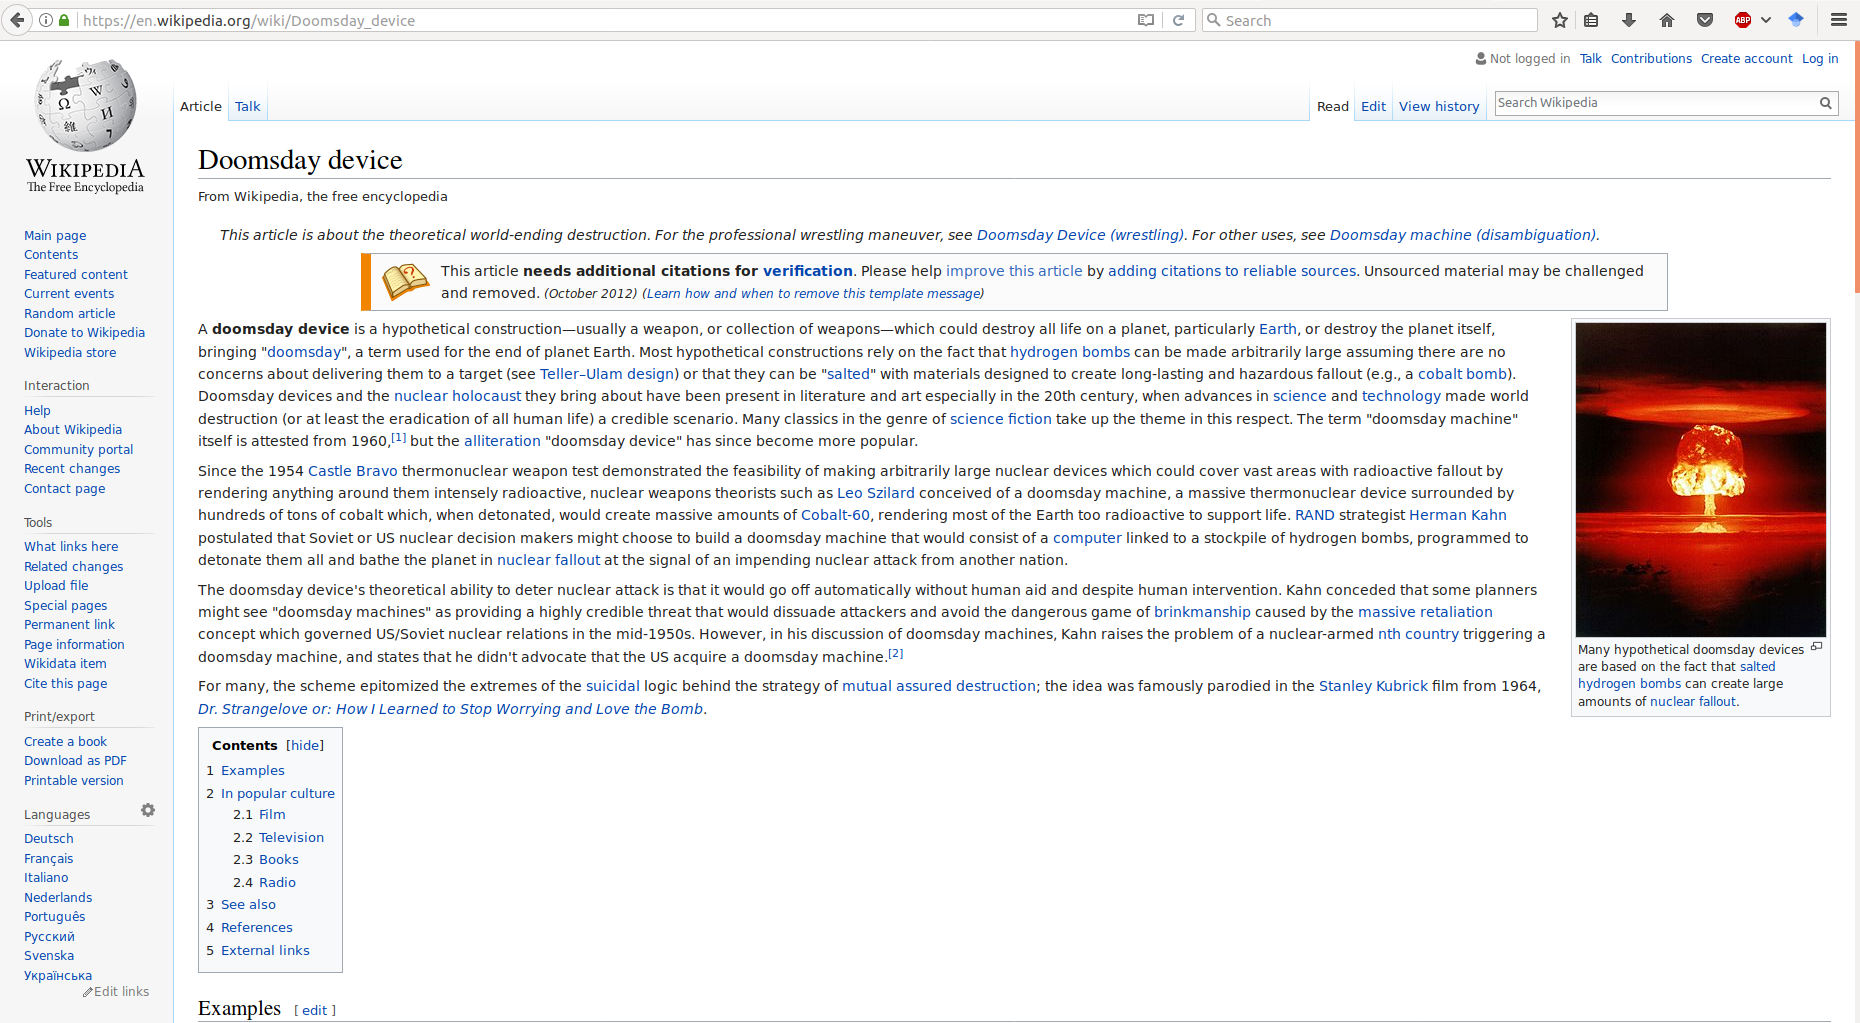 https://en.wikipedia.org/wiki/Doomsday_device
Search
ABP
Not logged in Talk Contributions Create account Log in
Article Talk
Read Edit View history
Search Wikipedia
WIKIPEDIA
The Free Encyclopedia
Main page
Contents
Featured content
Current events
Random article
Donate to Wikipedia
Wikipedia store
Interaction
Help
About Wikipedia
Community portal
Recent changes
Contact page
Tools
What links here
Related changes
Upload file
Special pages
Permanent link
Page information
Wikidata item
Cite this page
Print/export
Create a book
Download as PDF
Printable version
Languages
Deutsch
Français
Italiano
Nederlands
Português
Русский
Svenska
Українська
Edit links
Doomsday device
From Wikipedia, the free encyclopedia
This article is about the theoretical world-ending destruction. For the professional wrestling maneuver, see Doomsday Device (wrestling). For other uses, see Doomsday machine (disambiguation).
This article needs additional citations for verification. Please help improve this article by adding citations to reliable sources. Unsourced material may be challenged
and removed. (October 2012) (Learn how and when to remove this template message)
A doomsday device is a hypothetical construction—usually a weapon, or collection of weapons—which could destroy all life on a planet, particularly Earth, or destroy the planet itself,
bringing "doomsday", a term used for the end of planet Earth. Most hypothetical constructions rely on the fact that hydrogen bombs can be made arbitrarily large assuming there are no
concerns about delivering them to a target (see Teller–Ulam design) or that they can be "salted" with materials designed to create long-lasting and hazardous fallout (e.g., a cobalt bomb).
Doomsday devices and the nuclear holocaust they bring about have been present in literature and art especially in the 20th century, when advances in science and technology made world
destruction (or at least the eradication of all human life) a credible scenario. Many classics in the genre of science fiction take up the theme in this respect. The term "doomsday machine"
itself is attested from 1960,[1] but the alliteration "doomsday device" has since become more popular.
Since the 1954 Castle Bravo thermonuclear weapon test demonstrated the feasibility of making arbitrarily large nuclear devices which could cover vast areas with radioactive fallout by
rendering anything around them intensely radioactive, nuclear weapons theorists such as Leo Szilard conceived of a doomsday machine, a massive thermonuclear device surrounded by
hundreds of tons of cobalt which, when detonated, would create massive amounts of Cobalt-60, rendering most of the Earth too radioactive to support life. RAND strategist Herman Kahn
postulated that Soviet or US nuclear decision makers might choose to build a doomsday machine that would consist of a computer linked to a stockpile of hydrogen bombs, programmed to
detonate them all and bathe the planet in nuclear fallout at the signal of an impending nuclear attack from another nation.
The doomsday device's theoretical ability to deter nuclear attack is that it would go off automatically without human aid and despite human intervention. Kahn conceded that some planners
might see "doomsday machines" as providing a highly credible threat that would dissuade attackers and avoid the dangerous game of brinkmanship caused by the massive retaliation
concept which governed US/Soviet nuclear relations in the mid-1950s. However, in his discussion of doomsday machines, Kahn raises the problem of a nuclear-armed nth country triggering a
doomsday machine, and states that he didn't advocate that the US acquire a doomsday machine.[2]
For many, the scheme epitomized the extremes of the suicidal logic behind the strategy of mutual assured destruction; the idea was famously parodied in the Stanley Kubrick film from 1964,
Dr. Strangelove or: How I Learned to Stop Worrying and Love the Bomb.
Many hypothetical doomsday devices
are based on the fact that salted
hydrogen bombs can create large
amounts of nuclear fallout.
Contents [hide]
1 Examples
2 In popular culture
2.1 Film
2.2 Television
2.3 Books
2.4 Radio
3 See also
4 References
5 External links
Examples [ edit ]